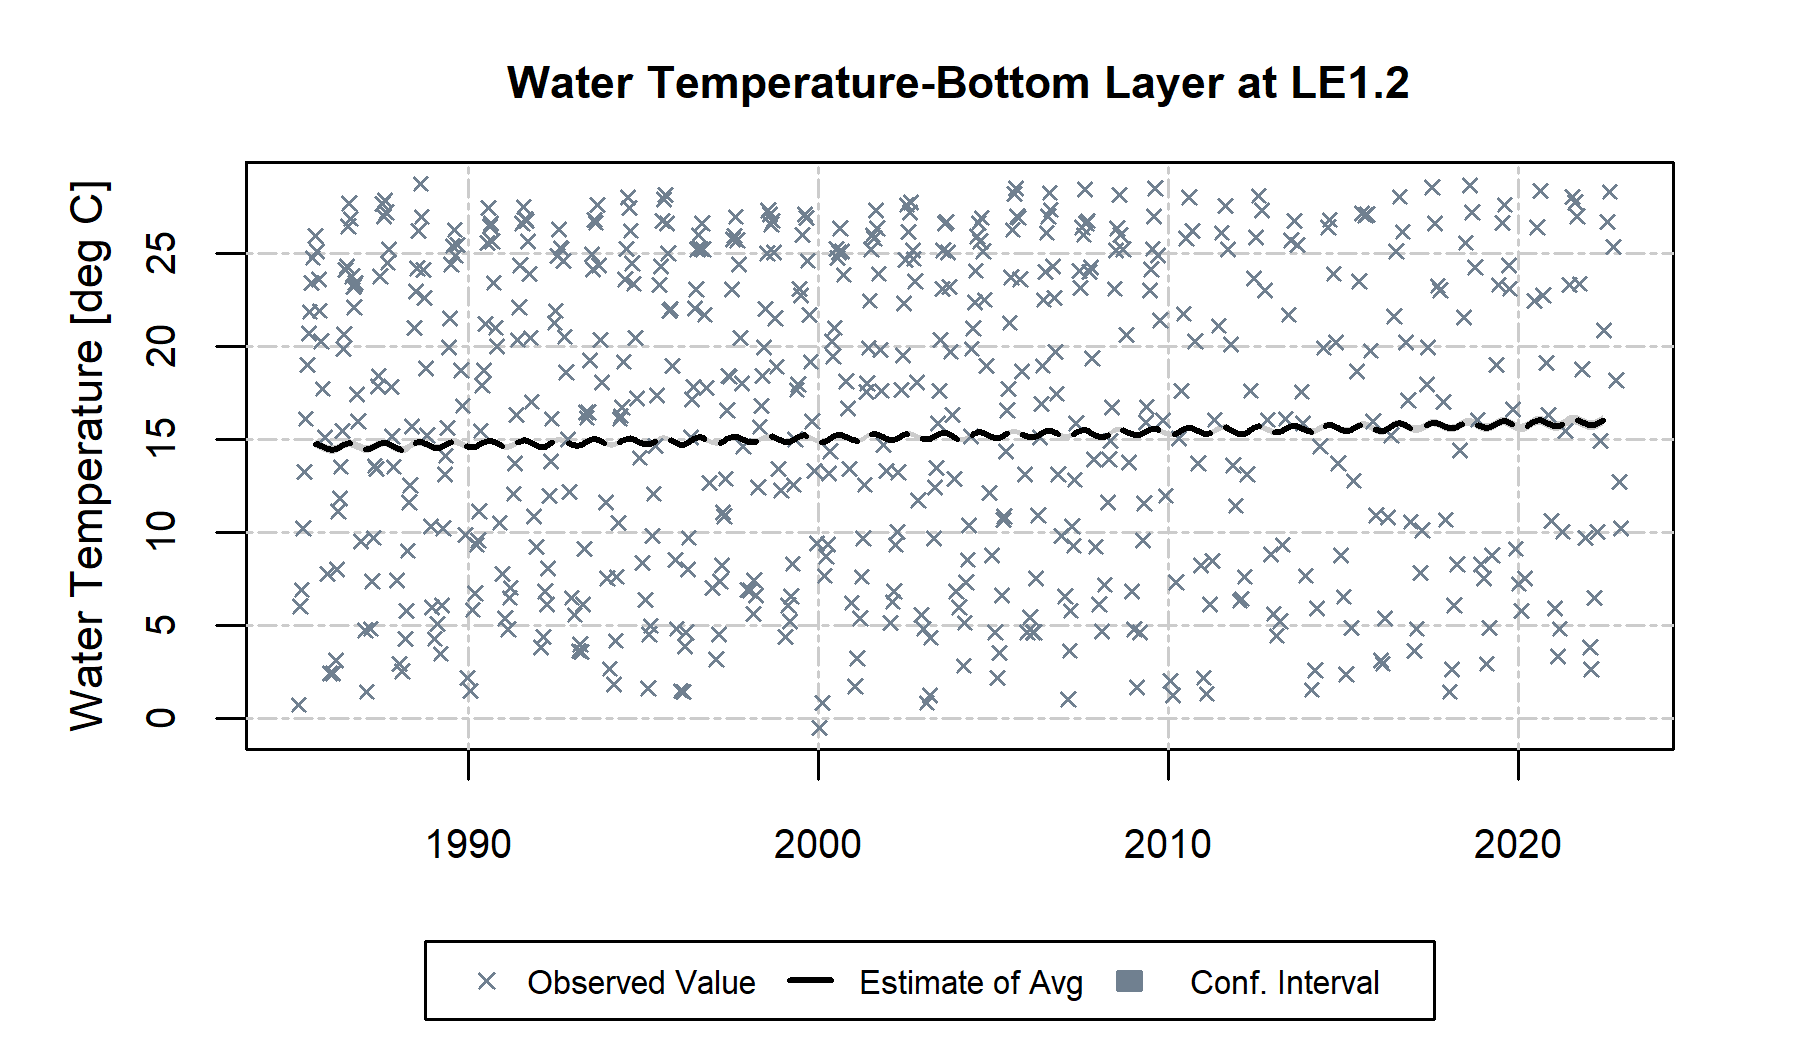 Water Temperature-Bottom Layer at LE1.2
Water Temperature [deg C]
25
20
15
10
5
0
1990 2000 2010 2020
Observed Value Estimate of Avg Conf. Interval